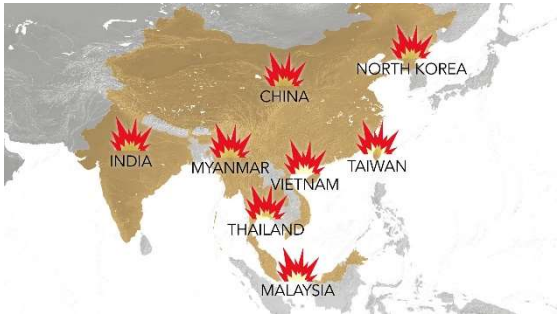 NORTH KOREA
CHINA
INDIA
MYANMAR
VIETNAM
TAIWAN
THAILAND
MALAYSIA